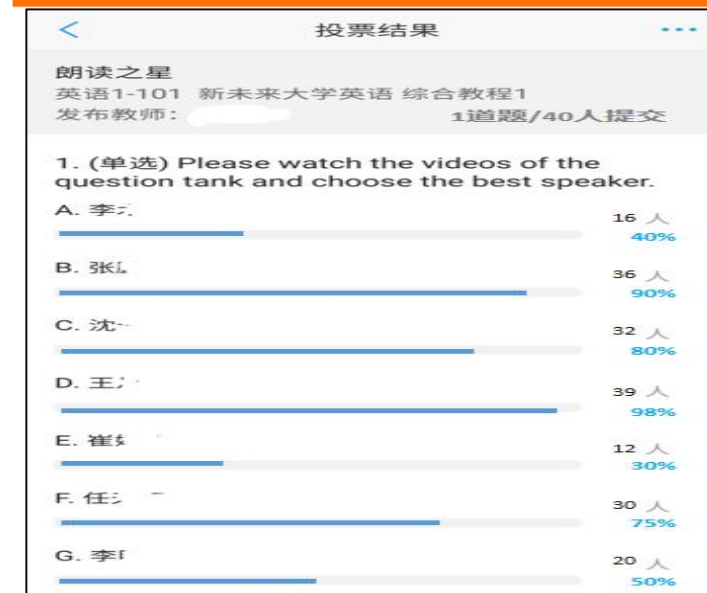 投票结果
朗读之星
英语1-101 新未来大学英语 综合教程1
发布教师:
1道题/40人提交
1. (单选) Please watch the videos of the
question tank and choose the best speaker.
A. 李
16 人
40%
B. 张
36 人
90%
C. 沈
32 人
80%
D. 王
39 人
98%
E. 崔
12 人
30%
F. 任
30 人
75%
G. 李
20 人
50%